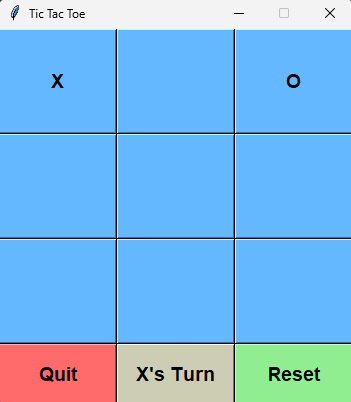 Tic Tac Toe
X O
Quit X's Turn Reset